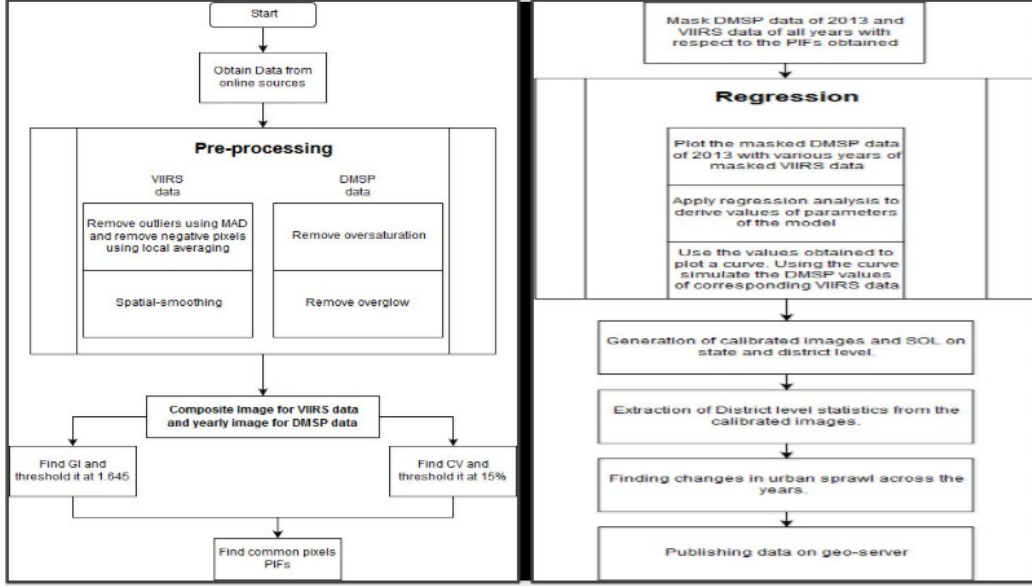 Start
Obtain Data from
online sources
Pre-processing
VIIRS
data
DMSP
data
Remove outliers using MAD
and remove negative pixels
using local averaging
Remove oversaturation
Spatial-smoothing
Remove overglow
Composite Image for VIIRS data
and yearly image for DMSP data
Find GI and
threshold it at 1.645
Find CV and
threshold it at 15%
Find common pixels
PIFs
Mask DMSP data of 2013 and
VIIRS data of all years with
respect to the PIFs obtained
Regression
Plot the masked DMSP data
of 2013 with various years of
masked VIIRS data
Apply regression analysis to
derive values of parameters
of the model
Use the values obtained to
plot a curve. Using the curve
simulate the DMSP values
of corresponding VIIRS data
Generation of calibrated images and SOL on
state and district level.
Extraction of District level statistics from the
calibrated images.
Finding changes in urban sprawl across the
years.
Publishing data on geo-server